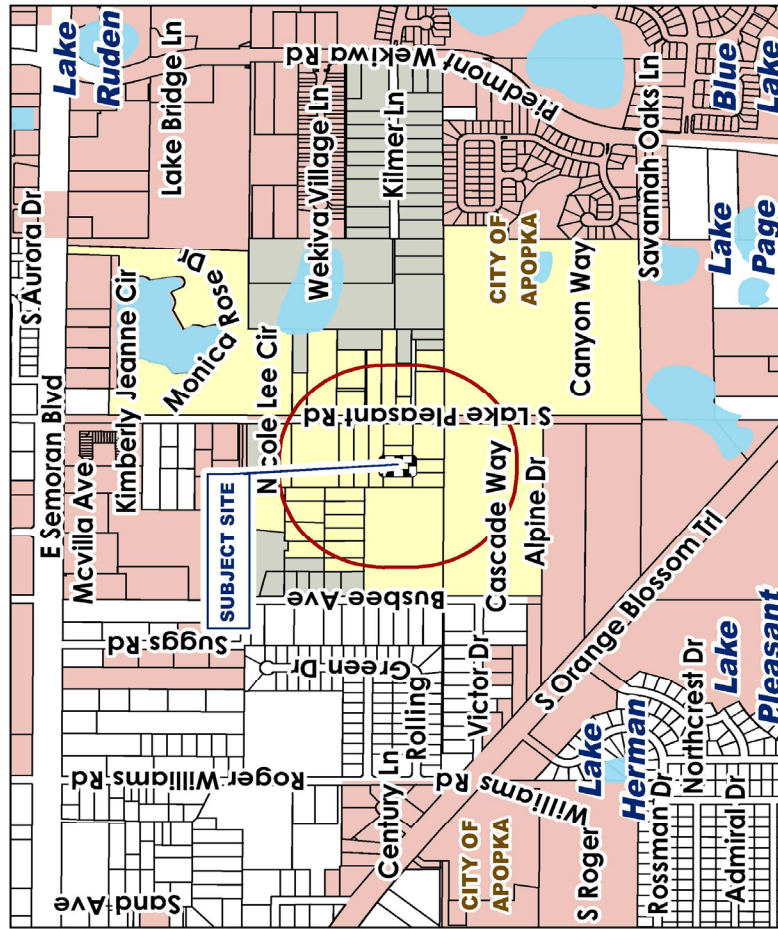 S Aurora Dr
E Semoran Blvd
Lake
Ruden
Mcvilla Ave
Kimberly Jeanne Cir
Lake Bridge Ln
Monica Rose Dr
Sand Ave
Roger Williams Rd
Suggs Rd
SUBJECT SITE
Nicole Lee Cir
Wekiva Village Ln
Green Dr
Rolling
Busbee Ave
S Lake Pleasant Rd
Kilmer Ln
Piedmont Wekiwa Rd
Century Ln
Victor Dr
Cascade Way
Alpine Dr
CITY OF
APOPKA
CITY OF
APOPKA
Williams Rd
S Roger
S Orange Blossom Trl
Canyon Way
Savannah Oaks Ln
Lake
Herman
Rossman Dr
Northcrest Dr
Admiral Dr
Lake
Pleasant
Lake
Page
Blue
Lake